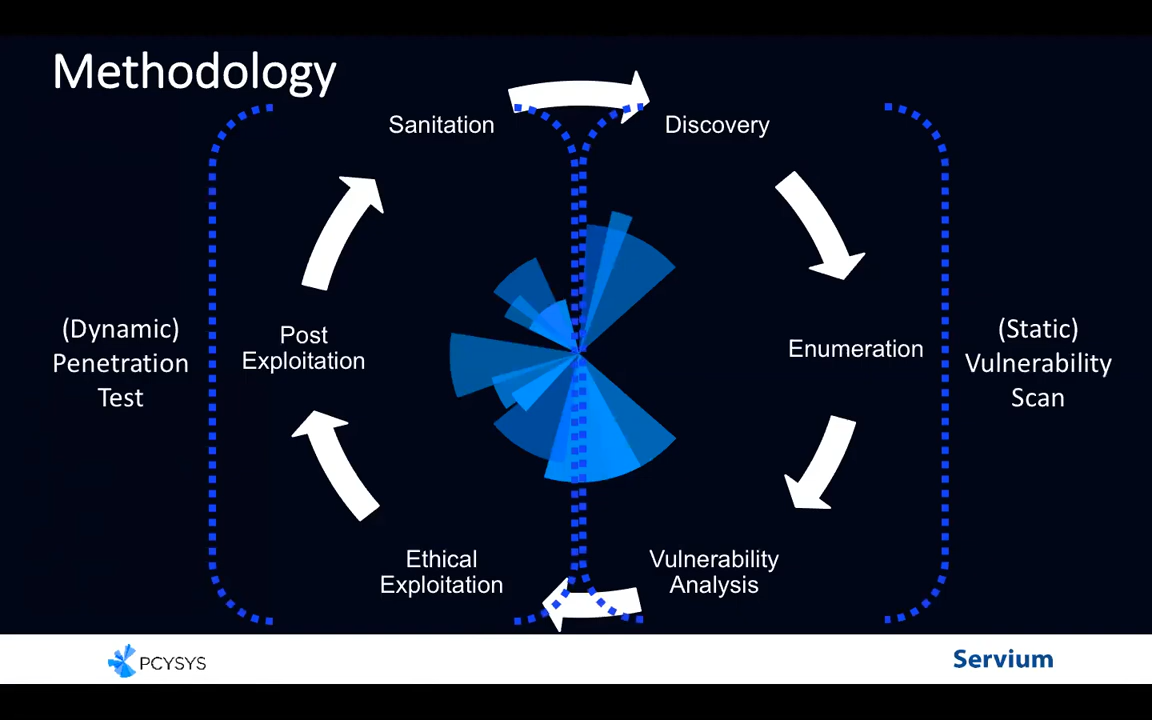 Methodology
Sanitation
Discovery
(Dynamic)
Penetration
Test
Post
Exploitation
Enumeration
(Static)
Vulnerability
Scan
Ethical
Exploitation
Vulnerability
Analysis
PCYSYS
Servium